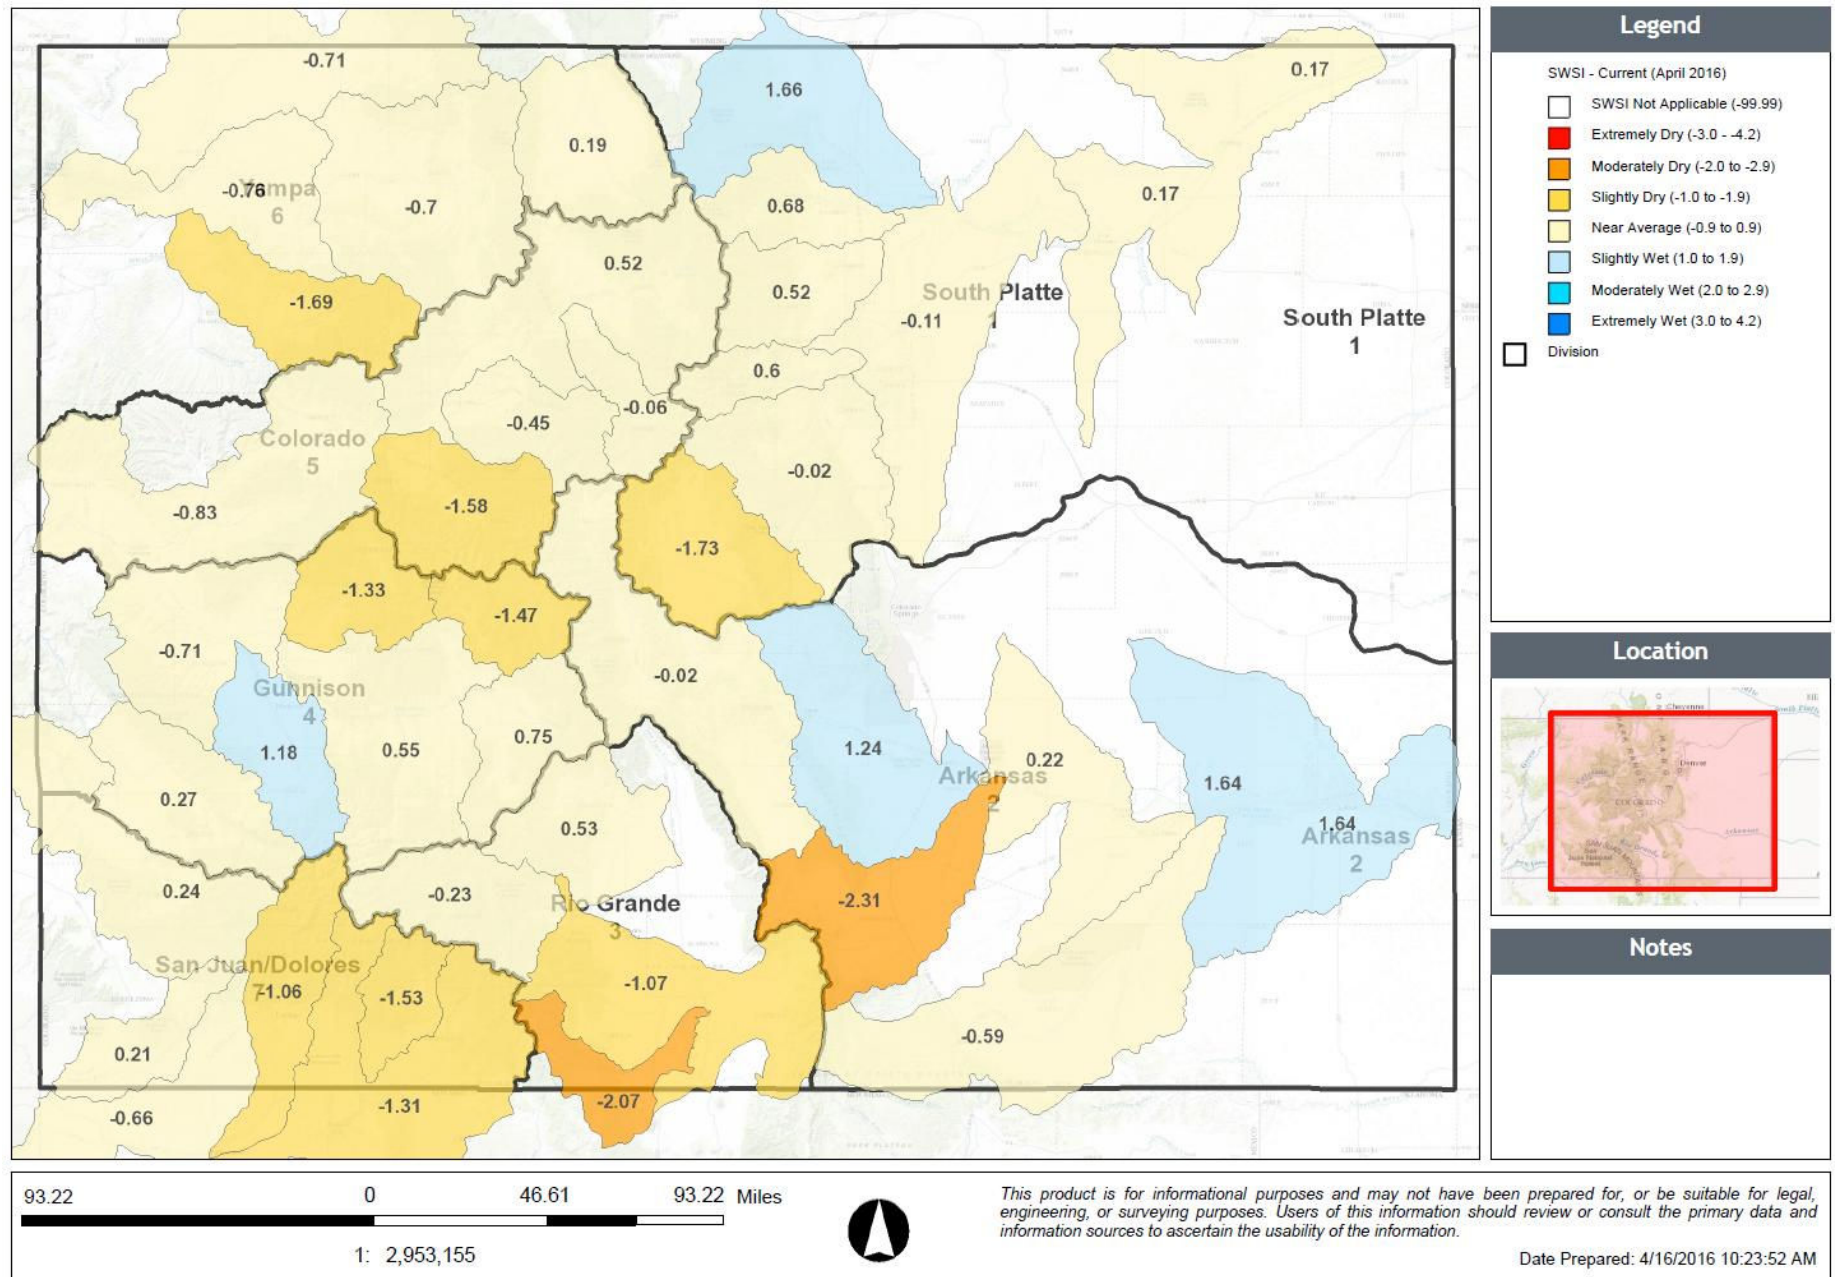 Legend
SWSI - Current (April 2016)
SWSI Not Applicable (-99.99)
Extremely Dry (-3.0 - -4.2)
Moderately Dry (-2.0 to -2.9)
Slightly Dry (-1.0 to -1.9)
Near Average (-0.9 to 0.9)
Slightly Wet (1.0 to 1.9)
Moderately Wet (2.0 to 2.9)
Extremely Wet (3.0 to 4.2)
Division
-0.71
0.17
1.66
0.19
-0.76
Yampa
6
-0.7
0.68
0.17
0.52
-1.69
0.52
South Platte
1
-0.11
South Platte
1
0.6
-0.06
-0.45
Colorado
5
-0.02
-0.83
-1.58
-1.73
-1.33
-1.47
-0.71
-0.02
Gunnison
4
1.18
0.55
0.75
1.24
0.22
Arkansas
2
1.64
0.27
0.53
1.64
Arkansas
2
0.24
-0.23
Rio Grande
3
-2.31
San Juan/Dolores
7
-1.06
-1.53
-1.07
0.21
-0.59
-0.66
-1.31
-2.07
Location
Cheyenne
Denver
COLORADO
Notes
93.22
0
46.61
93.22 Miles
1: 2,953,155
This product is for informational purposes and may not have been prepared for, or be suitable for legal,
engineering, or surveying purposes. Users of this information should review or consult the primary data and
information sources to ascertain the usability of the information.
Date Prepared: 4/16/2016 10:23:52 AM